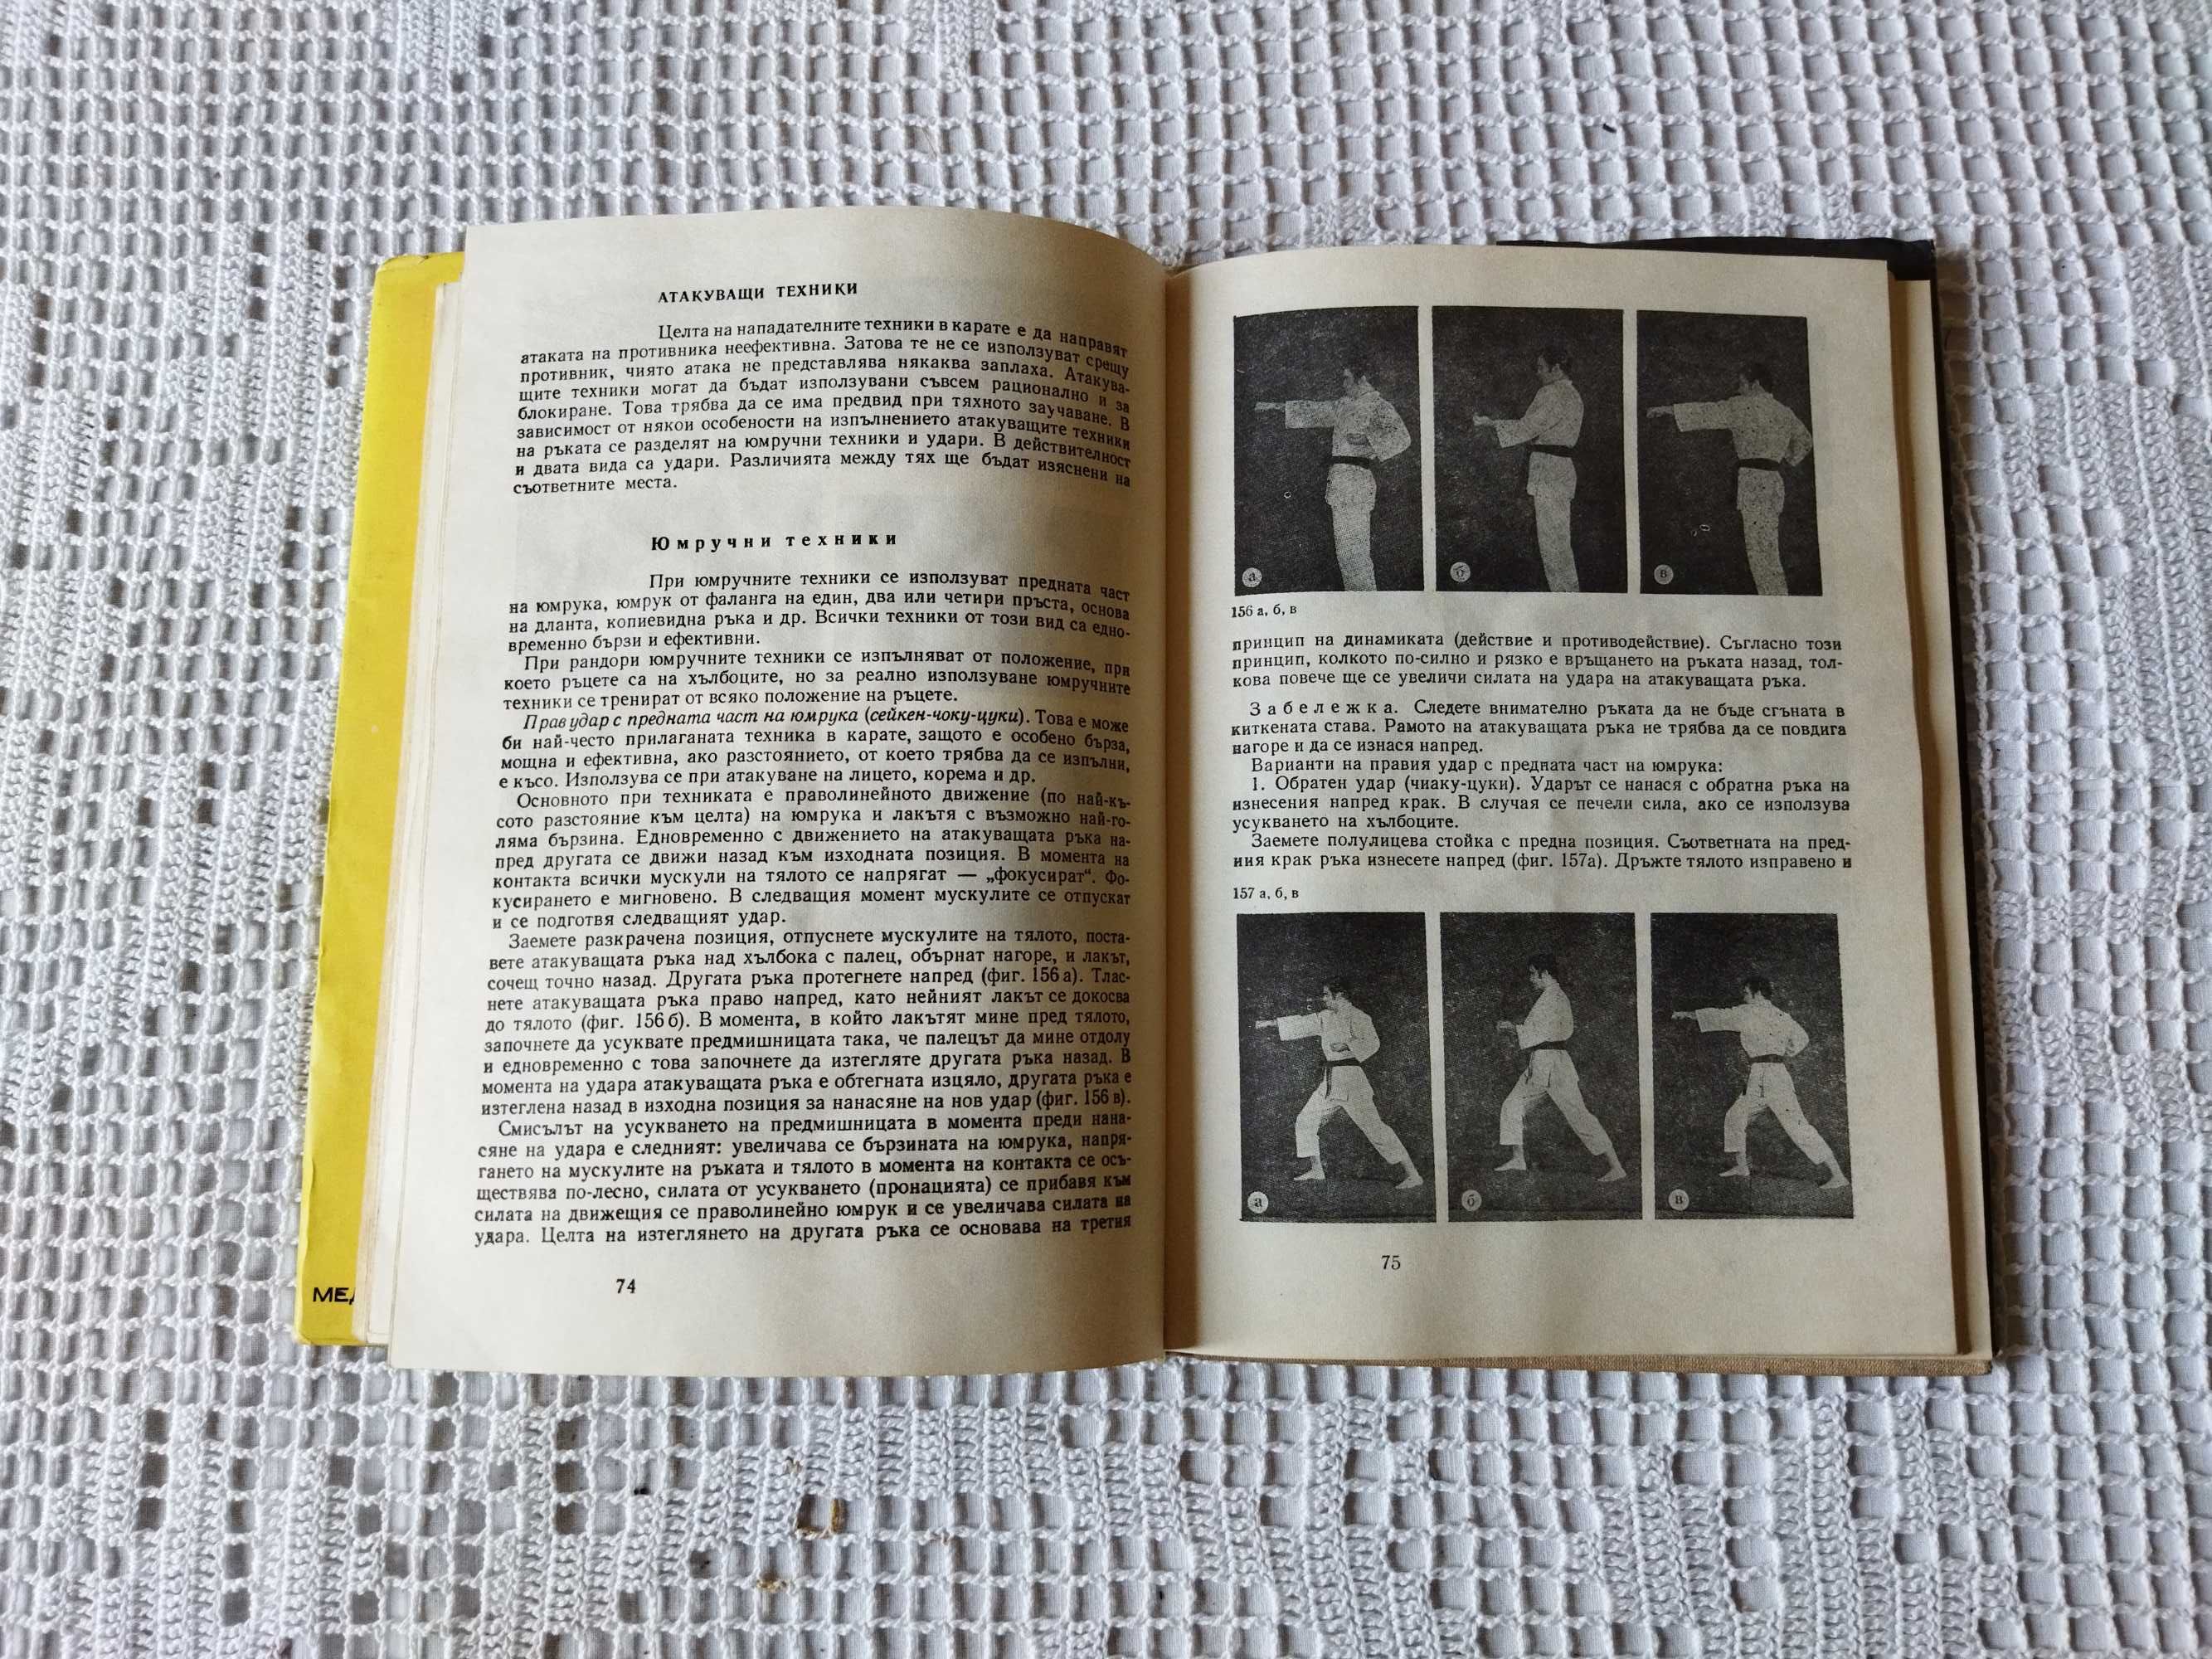 АТАКУВАЩИ ТЕХНИКИ
Целта на нападателните техники в карате е да направят
атаката на противника неефективна. Затова те не се използуват срещу
противник, чиято атака не представлява някаква заплаха. Атакува-
щите техники могат да бъдат използувани съвсем рационално и за
блокиране. Това трябва да се има предвид при тяхното заучаване. В
зависимост от някои особености на изпълнението атакуващите техники
на ръката се разделят на юмручни техники и удари. В действителност
и двата вида са удари. Различията между тях ще бъдат изяснени на
съответните места.
Юмручни техники
При юмручните техники се използуват предната част
на юмрука, юмрук от фаланга на един, два или четири пръста, основа
на дланта, копиевидна ръка и др. Всички техники от този вид са едно-
временно бързи и ефективни.
При рандори юмручните техники се изпълняват от положение, при
което ръцете са на хълбоците, но за реално използуване юмручните
техники се тренират от всяко положение на ръцете.
Прав удар с предната част на юмрука (сейкен-чоку-цуки). Това е може
би най-често прилаганата техника в карате, защото е особено бърза,
мощна и ефективна, ако разстоянието, от което трябва да се изпълни,
е късо. Използува се при атакуване на лицето, корема и др.
Основното при техниката е праволинейното движение (по най-къ-
сото разстояние към целта) на юмрука и лакътя с възможно най-го-
ляма бързина. Едновременно с движението на атакуващата ръка на-
пред другата се движи назад към изходната позиция. В момента на
контакта всички мускули на тялото се напрягат — „фокусират“. Фо-
кусирането е мигновено. В следващия момент мускулите се отпускат
и се подготвя следващият удар.
Заемете разкрачена позиция, отпуснете мускулите на тялото, поста-
вете атакуващата ръка над хълбока с палец, обърнат нагоре, и лакът,
сочещ точно назад. Другата ръка протегнете напред (фиг. 156 а). Тлас-
нете атакуващата ръка право напред, като нейният лакът се докосва
до тялото (фиг. 156 б). В момента, в който лакътят мине пред тялото,
започнете да усуквате предмишницата така, че палецът да мине отдолу
и едновременно с това започнете да изтегляте другата ръка назад. В
момента на удара атакуващата ръка е обтегната изцяло, другата ръка е
изтеглена назад в изходна позиция за нанасяне на нов удар (фиг. 156 в).
Смисълът на усукването на предмишницата в момента преди нана-
сяне на удара е следният: увеличава се бързината на юмрука, напря-
гането на мускулите на ръката и тялото в момента на контакта се осъ-
ществява по-лесно, силата от усукването (пронацията) се прибавя към
силата на движещия се праволинейно юмрук и се увеличава силата на
удара. Целта на изтеглянето на другата ръка се основава на третия
74
МЕД
а
б
в
156 а, б, в
принцип на динамиката (действие и противодействие). Съгласно този
принцип, колкото по-силно и рязко е връщането на ръката назад, тол-
кова повече ще се увеличи силата на удара на атакуващата ръка.
Забележка. Следете внимателно ръката да не бъде сгъната в
киткената става. Рамото на атакуващата ръка не трябва да се повдига
нагоре и да се изнася напред.
Варианти на правия удар с предната част на юмрука:
1. Обратен удар (чиаку-цуки). Ударът се нанася с обратна ръка на
изнесения напред крак. В случая се печели сила, ако се използува
усукването на хълбоците.
Заемете полулицева стойка с предна позиция. Съответната на пред-
ния крак ръка изнесете напред (фиг. 157а). Дръжте тялото изправено и
157 а, б, в
а
б
в
75